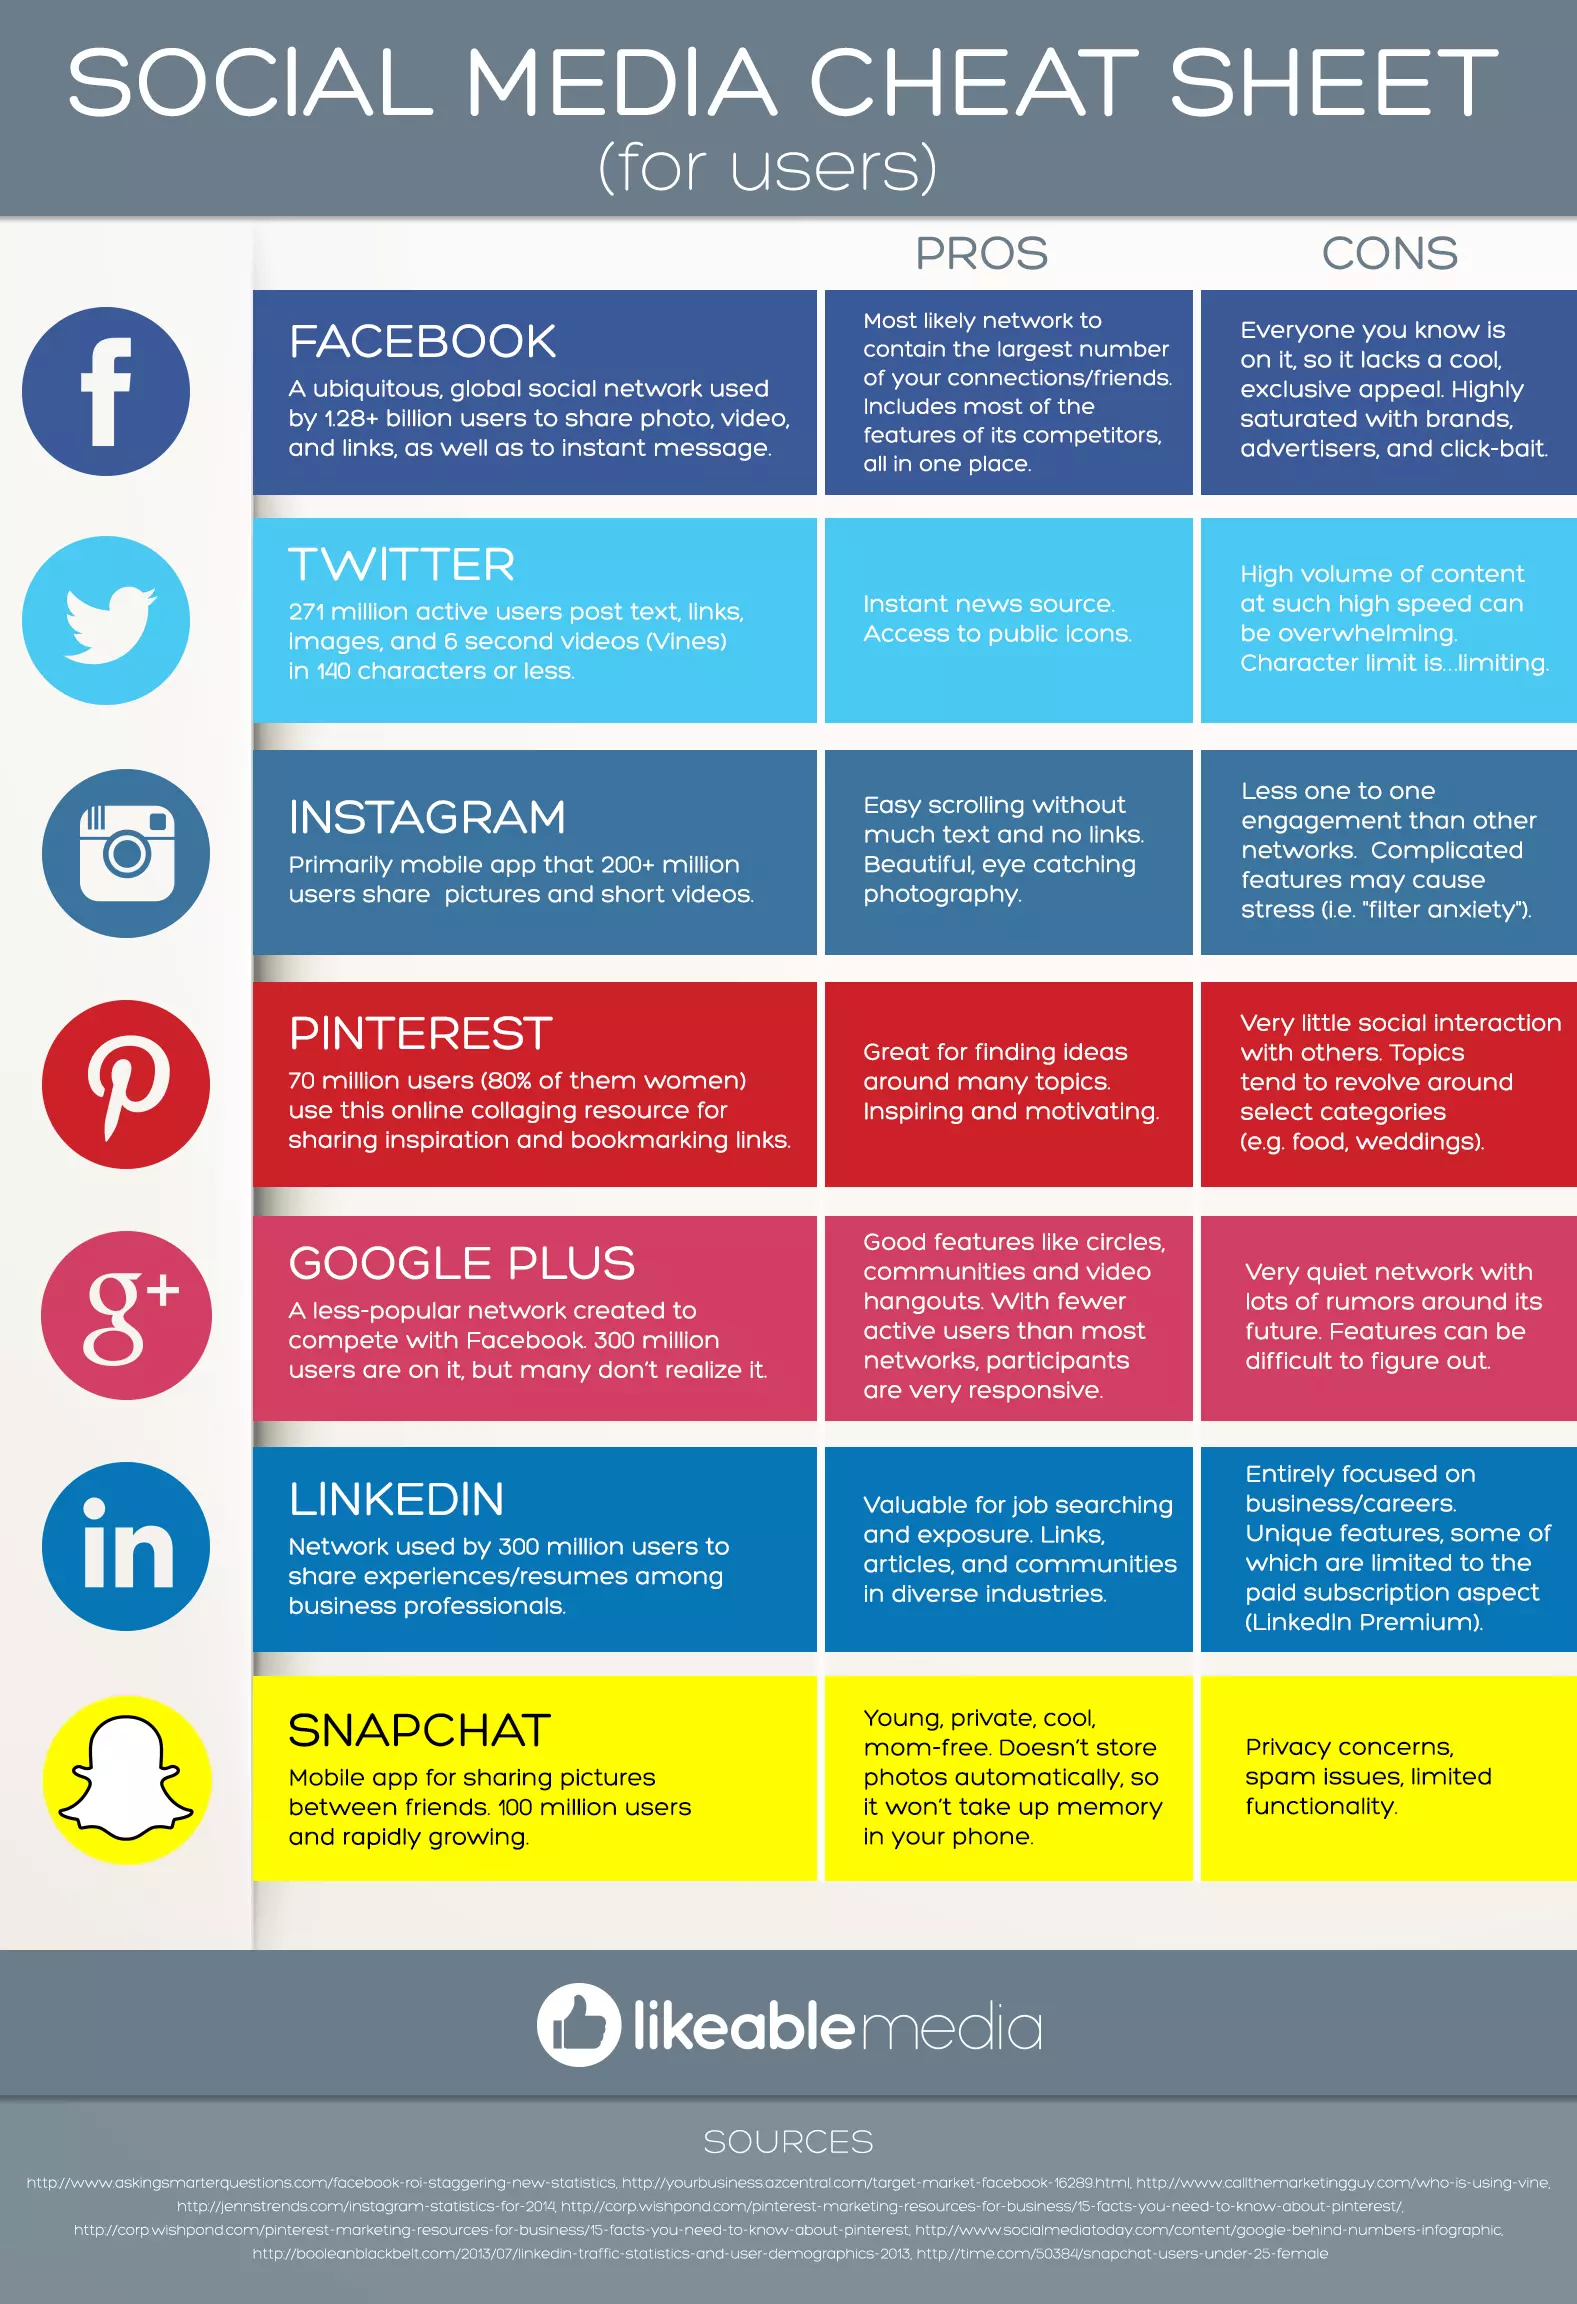 SOCIAL MEDIA CHEAT SHEET
(for users)
PROS
CONS
f
FACEBOOK
A ubiquitous, global social network used
by 1.28+ billion users to share photo, video,
and links, as well as to instant message.
Most likely network to
contain the largest number
of your connections/friends.
Includes most of the
features of its competitors,
all in one place.
Everyone you know is
on it, so it lacks a cool,
exclusive appeal. Highly
saturated with brands,
advertisers, and click-bait.
TWITTER
271 million active users post text, links,
images, and 6 second videos (Vines)
in 140 characters or less.
Instant news source.
Access to public icons.
High volume of content
at such high speed can
be overwhelming.
Character limit is...limiting.
INSTAGRAM
Primarily mobile app that 200+ million
users share pictures and short videos.
Easy scrolling without
much text and no links.
Beautiful, eye catching
photography.
Less one to one
engagement than other
networks. Complicated
features may cause
stress (i.e. "filter anxiety").
PINTEREST
70 million users (80% of them women)
use this online collaging resource for
sharing inspiration and bookmarking links.
Great for finding ideas
around many topics.
Inspiring and motivating.
Very little social interaction
with others. Topics
tend to revolve around
select categories
(e.g. food, weddings).
g+
GOOGLE PLUS
A less-popular network created to
compete with Facebook. 300 million
users are on it, but many don't realize it.
Good features like circles,
communities and video
hangouts. With fewer
active users than most
networks, participants
are very responsive.
Very quiet network with
lots of rumors around its
future. Features can be
difficult to figure out.
in
LINKEDIN
Network used by 300 million users to
share experiences/resumes among
business professionals.
Valuable for job searching
and exposure. Links,
articles, and communities
in diverse industries.
Entirely focused on
business/careers.
Unique features, some of
which are limited to the
paid subscription aspect
(LinkedIn Premium).
SNAPCHAT
Mobile app for sharing pictures
between friends. 100 million users
and rapidly growing.
Young, private, cool,
mom-free. Doesn't store
photos automatically, so
it won't take up memory
in your phone.
Privacy concerns,
spam issues, limited
functionality.
likeablemedia
SOURCES
http://www.askingsmarterquestions.com/facebook-roi-staggering-new-statistics, http://yourbusiness.azcentral.com/target-market-facebook-16289.html, http://www.callthemarketingguy.com/who-is-using-vine,
http://jennstrends.com/instagram-statistics-for-2014, http://corp.wishpond.com/pinterest-marketing-resources-for-business/15-facts-you-need-to-know-about-pinterest/,
http://corp.wishpond.com/pinterest-marketing-resources-for-business/15-facts-you-need-to-know-about-pinterest, http://www.socialmediatoday.com/content/google-behind-numbers-infographic,
http://booleanblackbelt.com/2013/07/linkedin-traffic-statistics-and-user-demographics-2013, http://time.com/50384/snapchat-users-under-25-female